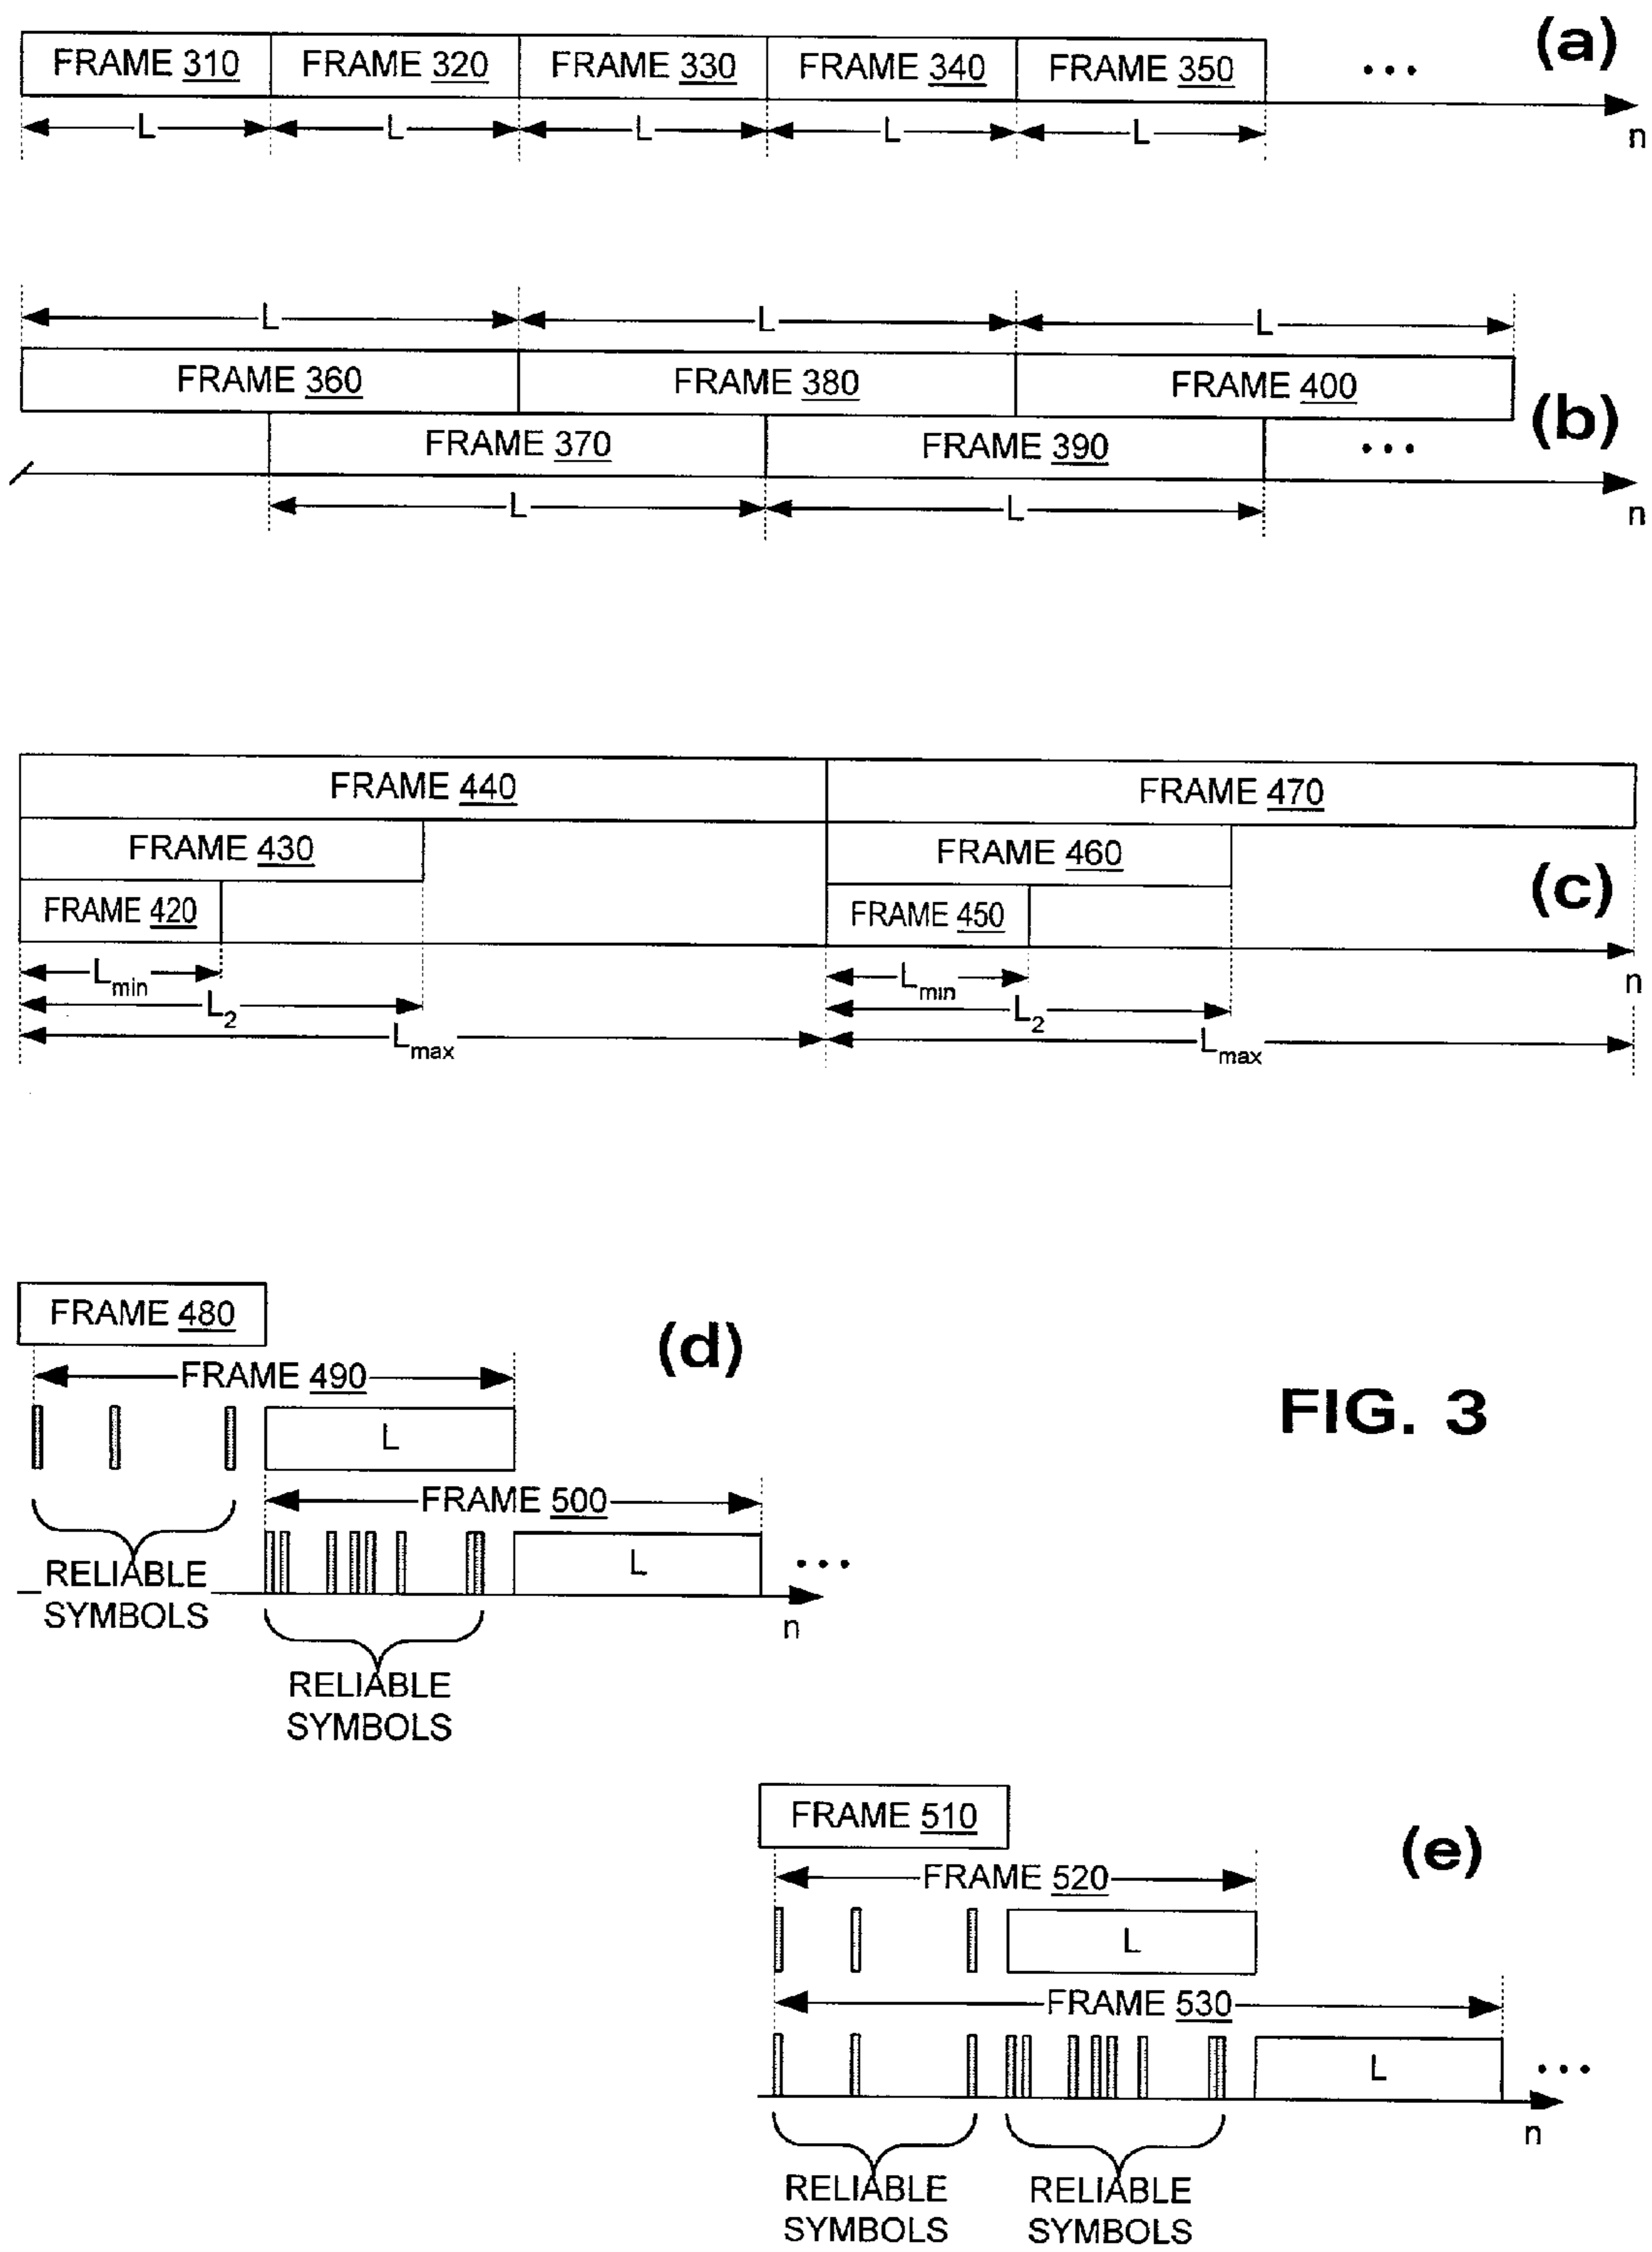 (a)
FRAME 310 FRAME 320 FRAME 330 FRAME 340 FRAME 350 •••
L L L L L
n
L L L
FRAME 360 FRAME 380 FRAME 400
(b)
FRAME 370 FRAME 390 •••
L L
n
FRAME 440 FRAME 470
FRAME 430 FRAME 460
(c)
FRAME 420 FRAME 450
Lmin Lmin
n
L2 L2
Lmax Lmax
FRAME 480
(d)
FRAME 490
FIG. 3
L
FRAME 500
L •••
RELIABLE
SYMBOLS
n
RELIABLE
SYMBOLS
FRAME 510
(e)
FRAME 520
L
FRAME 530
L •••
n
RELIABLE RELIABLE
SYMBOLS SYMBOLS